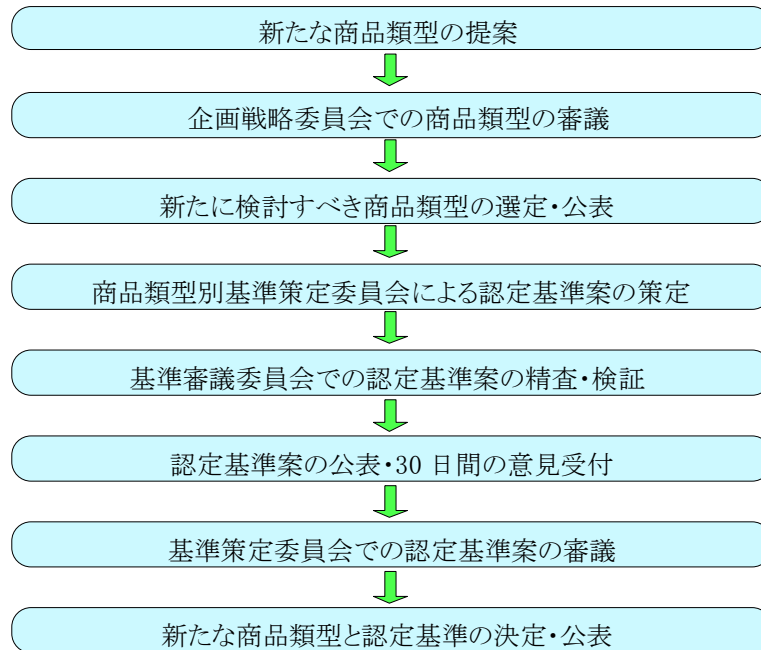 新たな商品類型の提案
企画戦略委員会での商品類型の審議
新たに検討すべき商品類型の選定・公表
商品類型別基準策定委員会による認定基準案の策定
基準審議委員会での認定基準案の精査・検証
認定基準案の公表・30 日間の意見受付
基準策定委員会での認定基準案の審議
新たな商品類型と認定基準の決定・公表